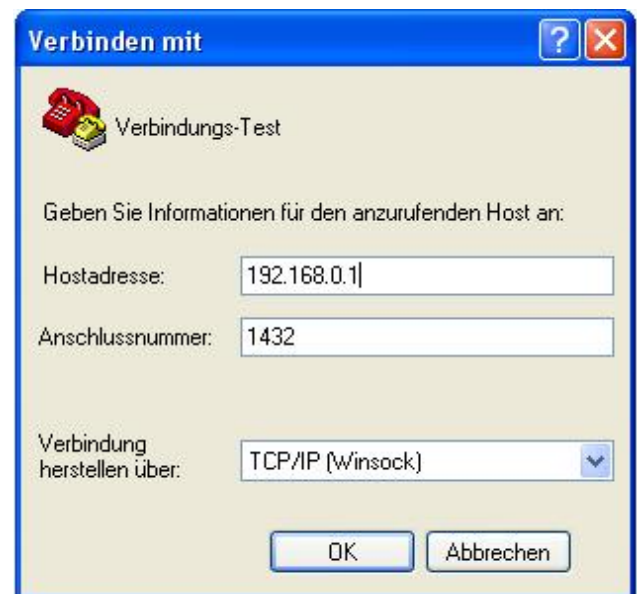 Verbinden mit
Verbindungs-Test
Geben Sie Informationen für den anzurufenden Host an:
Hostadresse: 192.168.0.1
Anschlussnummer: 1432
Verbindung
herstellen über: TCP/IP (Winsock)
OK Abbrechen